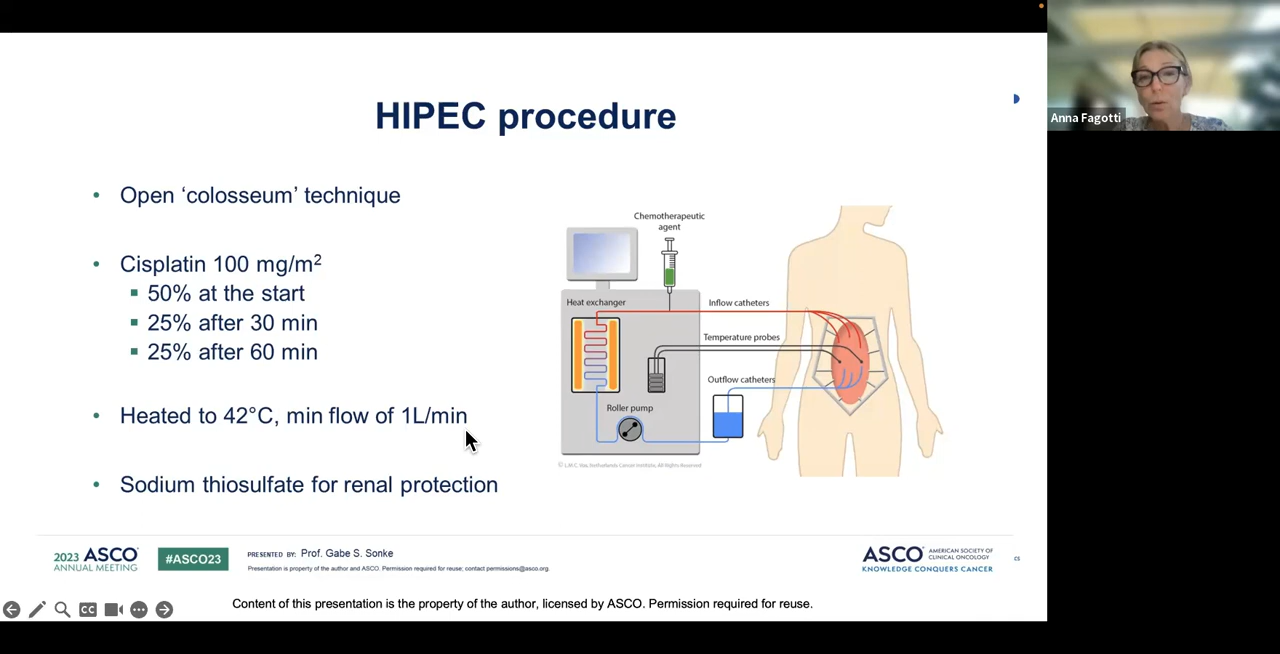 HIPEC procedure
Anna Fagotti
• Open ‘colosseum’ technique
• Cisplatin 100 mg/m²
▪ 50% at the start
▪ 25% after 30 min
▪ 25% after 60 min
• Heated to 42°C, min flow of 1L/min
• Sodium thiosulfate for renal protection
Chemotherapeutic
agent
Heat exchanger
Inflow catheters
Temperature probes
Outflow catheters
Roller pump
Netherlands Cancer Institute, All Rights Reserved
2023 ASCO
ANNUAL MEETING
#ASCO23
PRESENTED BY: Prof. Gabe S. Sonke
Presentation is property of the author and ASCO. Permission required for reuse; contact permissions@asco.org.
ASCO AMERICAN SOCIETY OF
CLINICAL ONCOLOGY
KNOWLEDGE CONQUERS CANCER
CC
Content of this presentation is the property of the author, licensed by ASCO. Permission required for reuse.